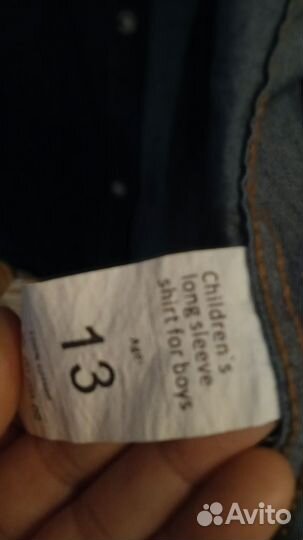 Children's
long sleeve
shirt for boys
Age:
13
Avito